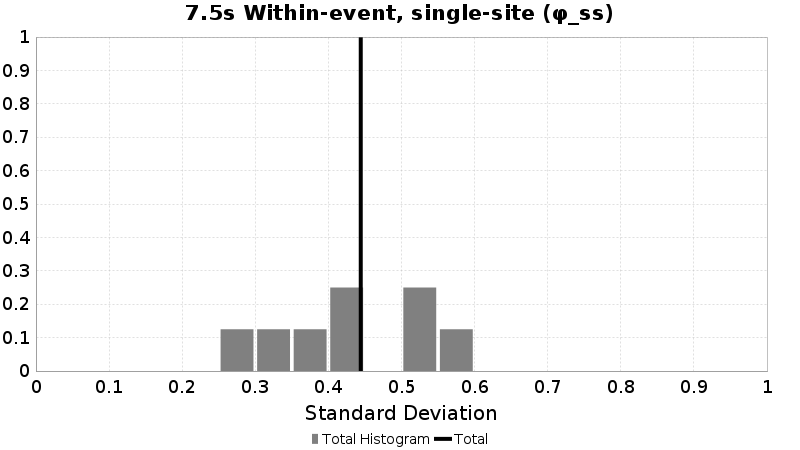 7.5s Within-event, single-site (φ_ss)
1
0.9
0.8
0.7
0.6
0.5
0.4
0.3
0.2
0.1
0
0 0.1 0.2 0.3 0.4 0.5 0.6 0.7 0.8 0.9 1
Standard Deviation
Total Histogram Total